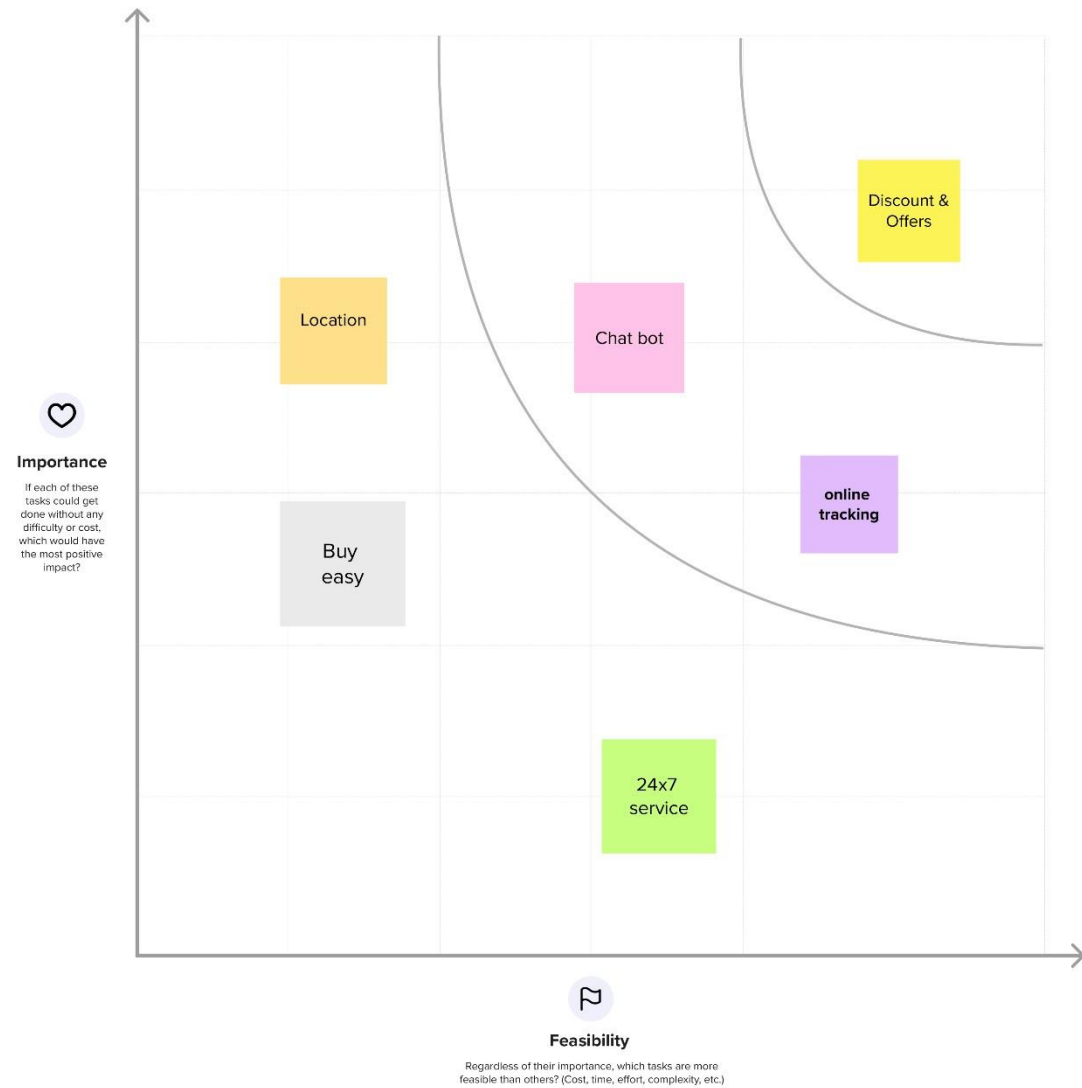 Discount &
Offers
Location
Chat bot
Importance
If each of these
tasks could get
done without any
difficulty or cost,
which would have
the most positive
impact?
online
tracking
Buy
easy
24x7
service
Feasibility
Regardless of their importance, which tasks are more
feasible than others? (Cost, time, effort, complexity, etc.)